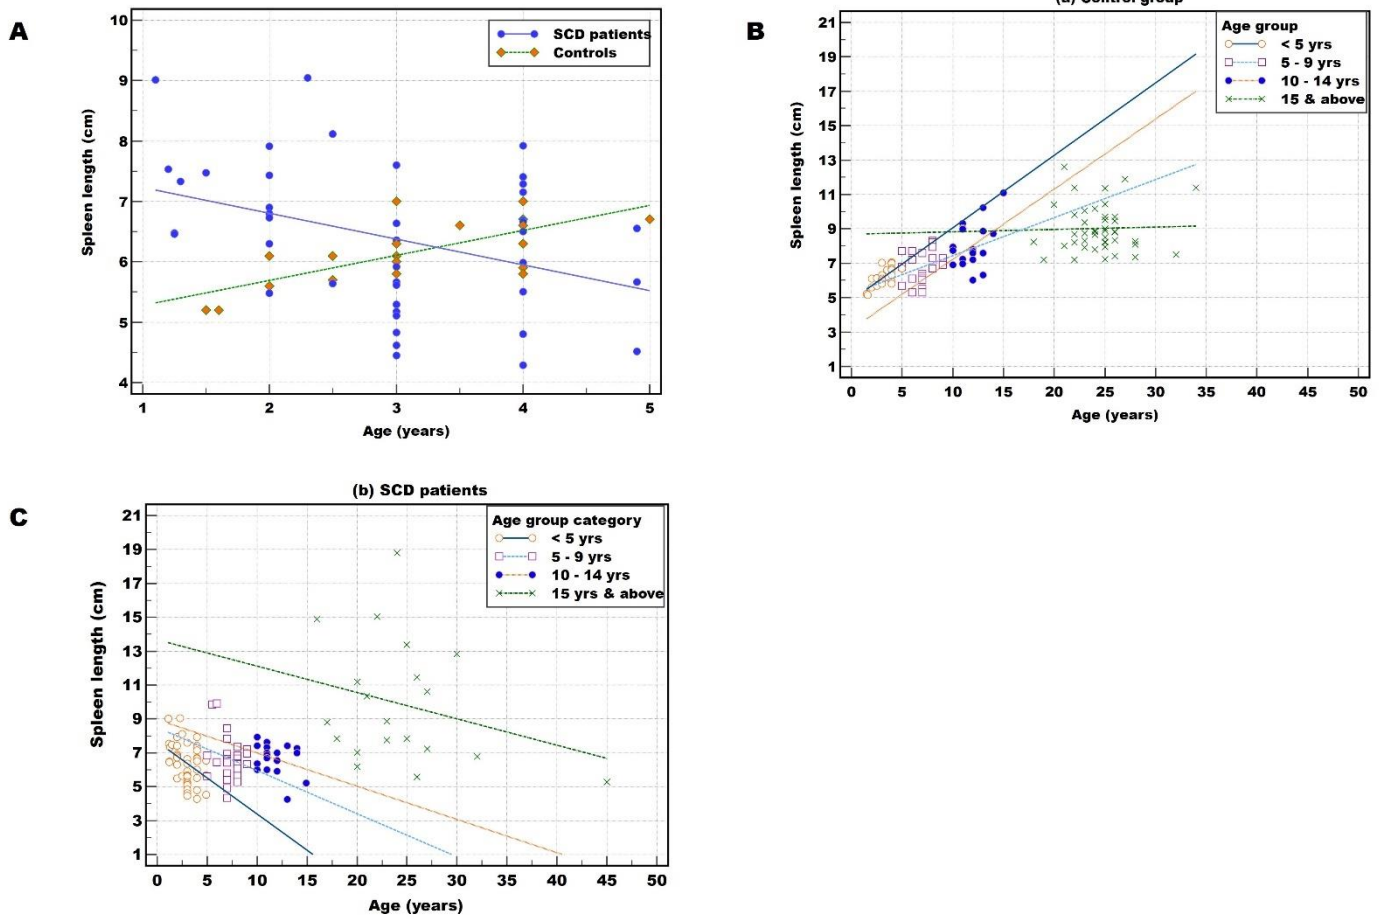 A
10
9
8
7
6
5
4
Spleen length (cm)
SCD patients
Controls
1 2 3 4 5
Age (years)
B
(a) Control group
21
19
17
15
13
11
9
7
5
3
1
Spleen length (cm)
Age group
< 5 yrs
5 - 9 yrs
10 - 14 yrs
15 & above
0 5 10 15 20 25 30 35 40 45 50
Age (years)
C
(b) SCD patients
21
19
17
15
13
11
9
7
5
3
1
Spleen length (cm)
Age group category
< 5 yrs
5 - 9 yrs
10 - 14 yrs
15 yrs & above
0 5 10 15 20 25 30 35 40 45 50
Age (years)